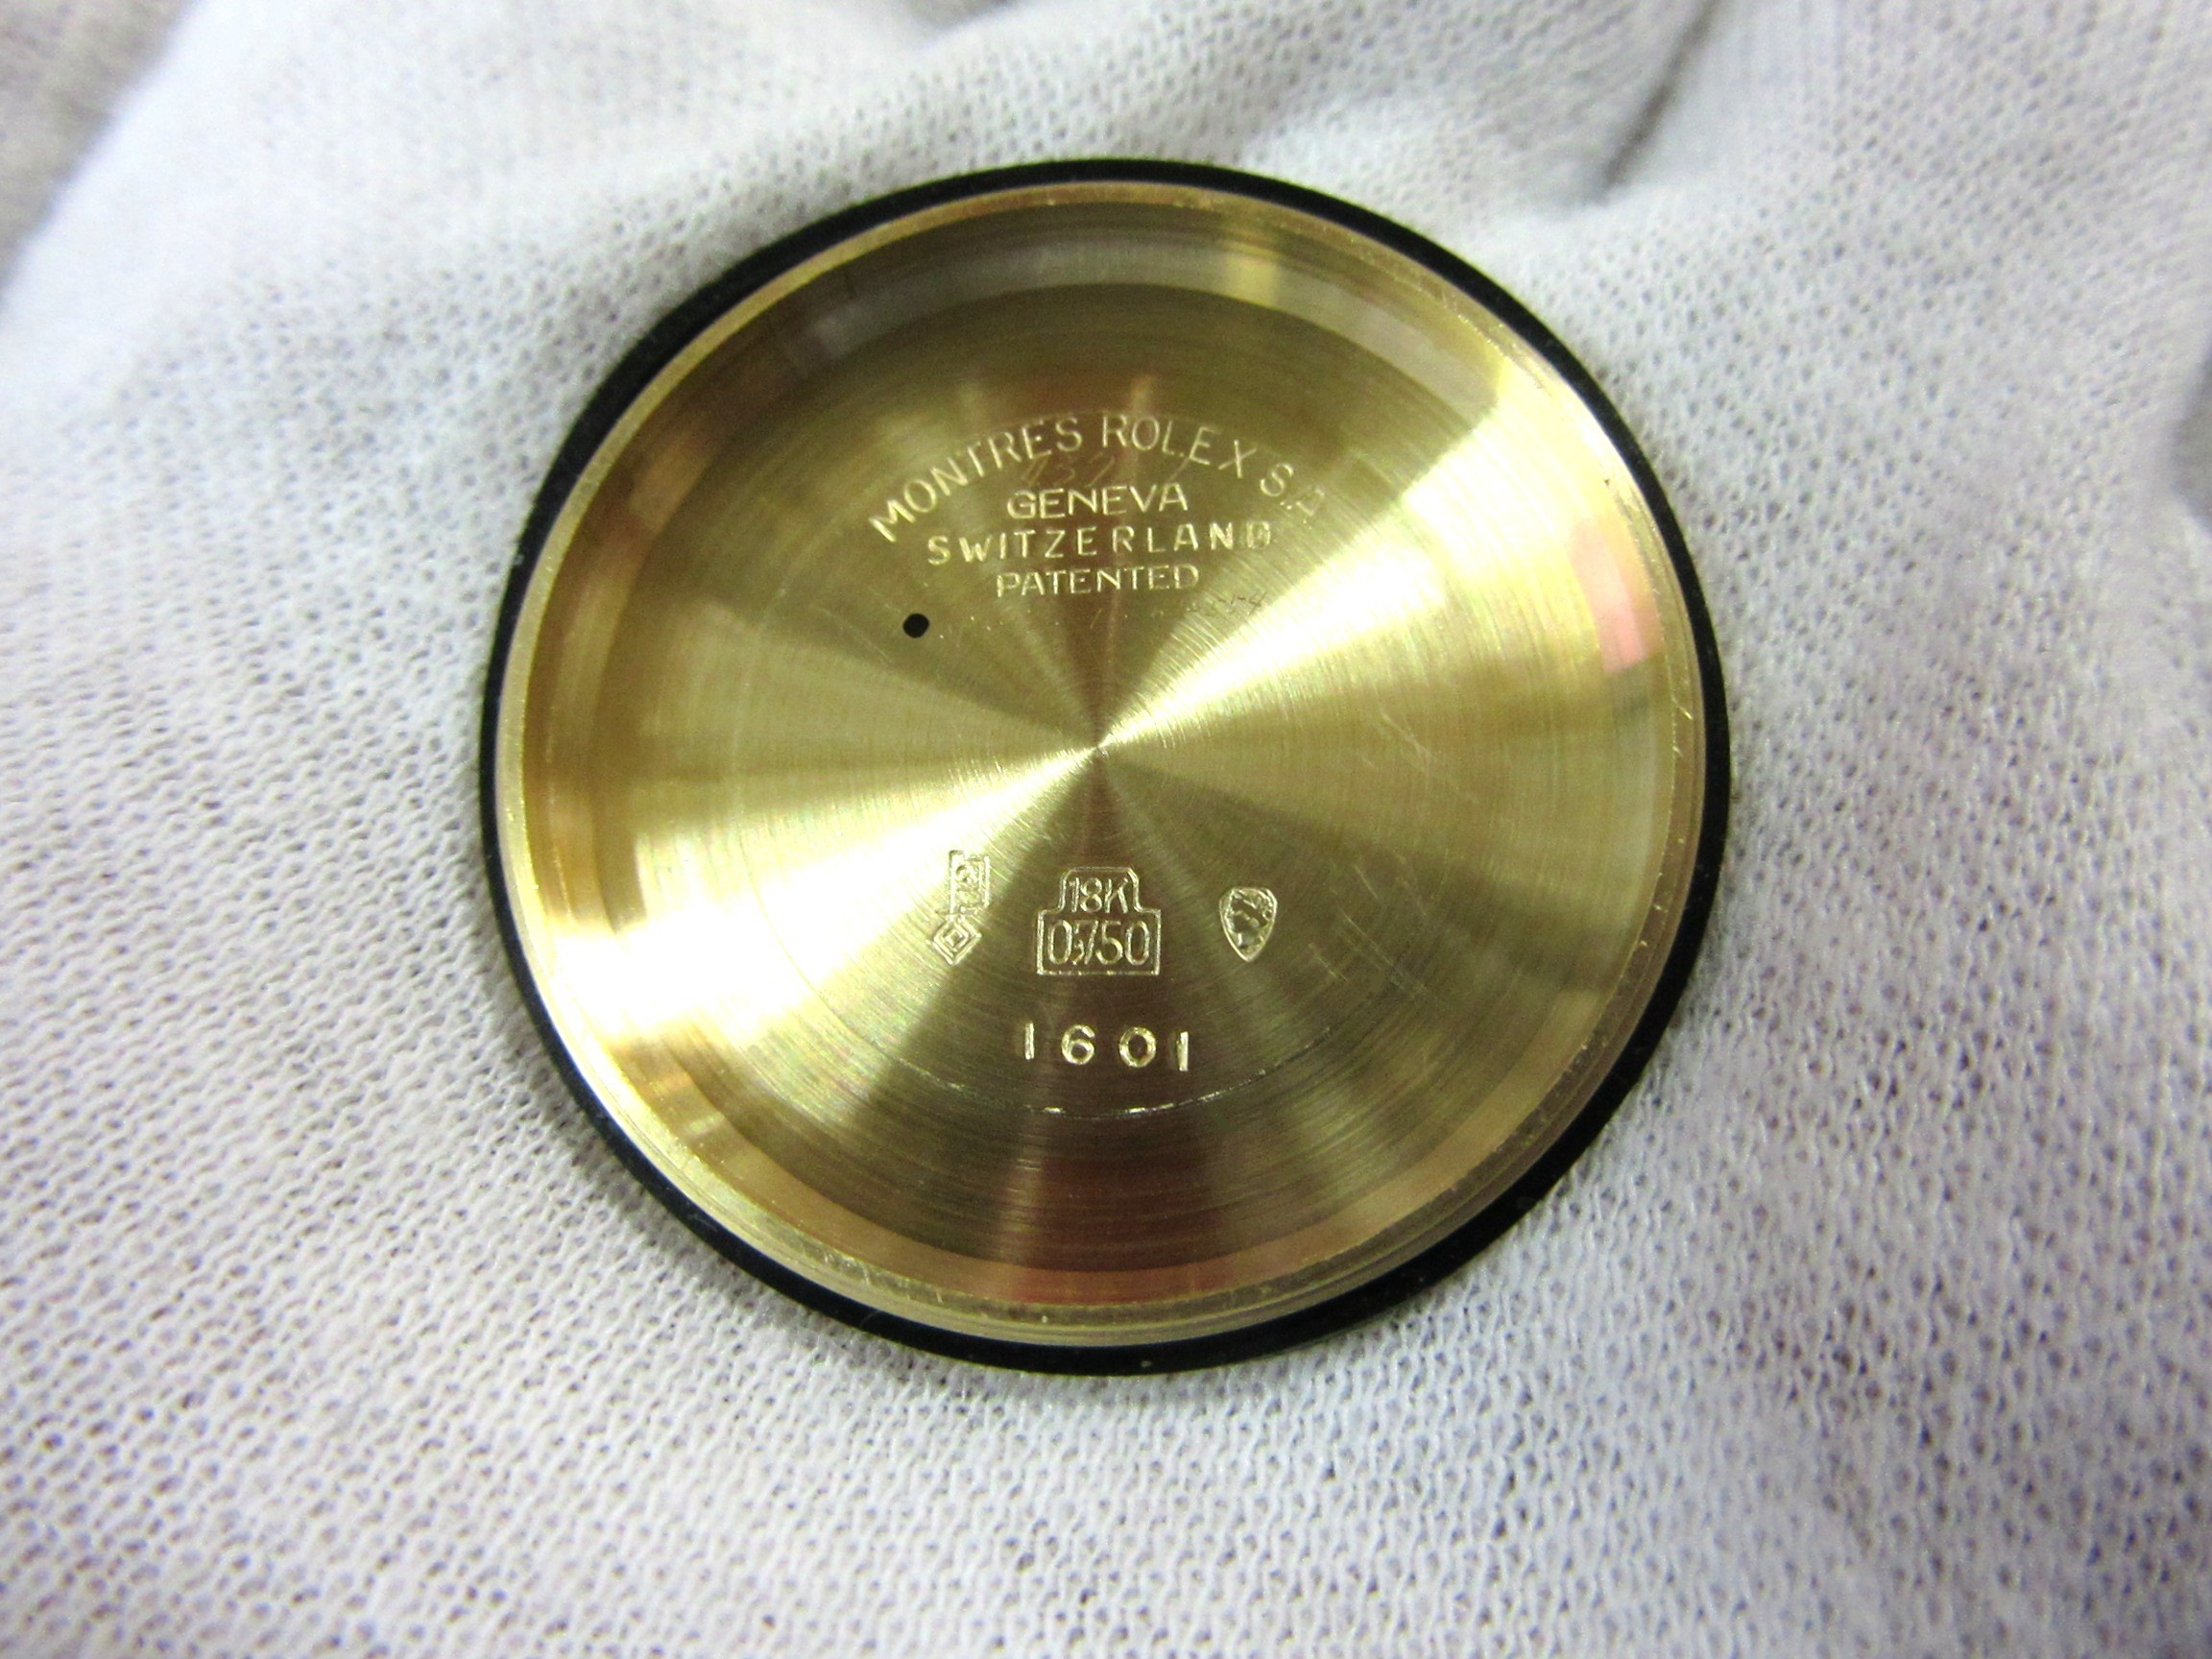 MONTRES ROLEX S.A.
GENEVA
SWITZERLAND
PATENTED
18K
0,750
1601